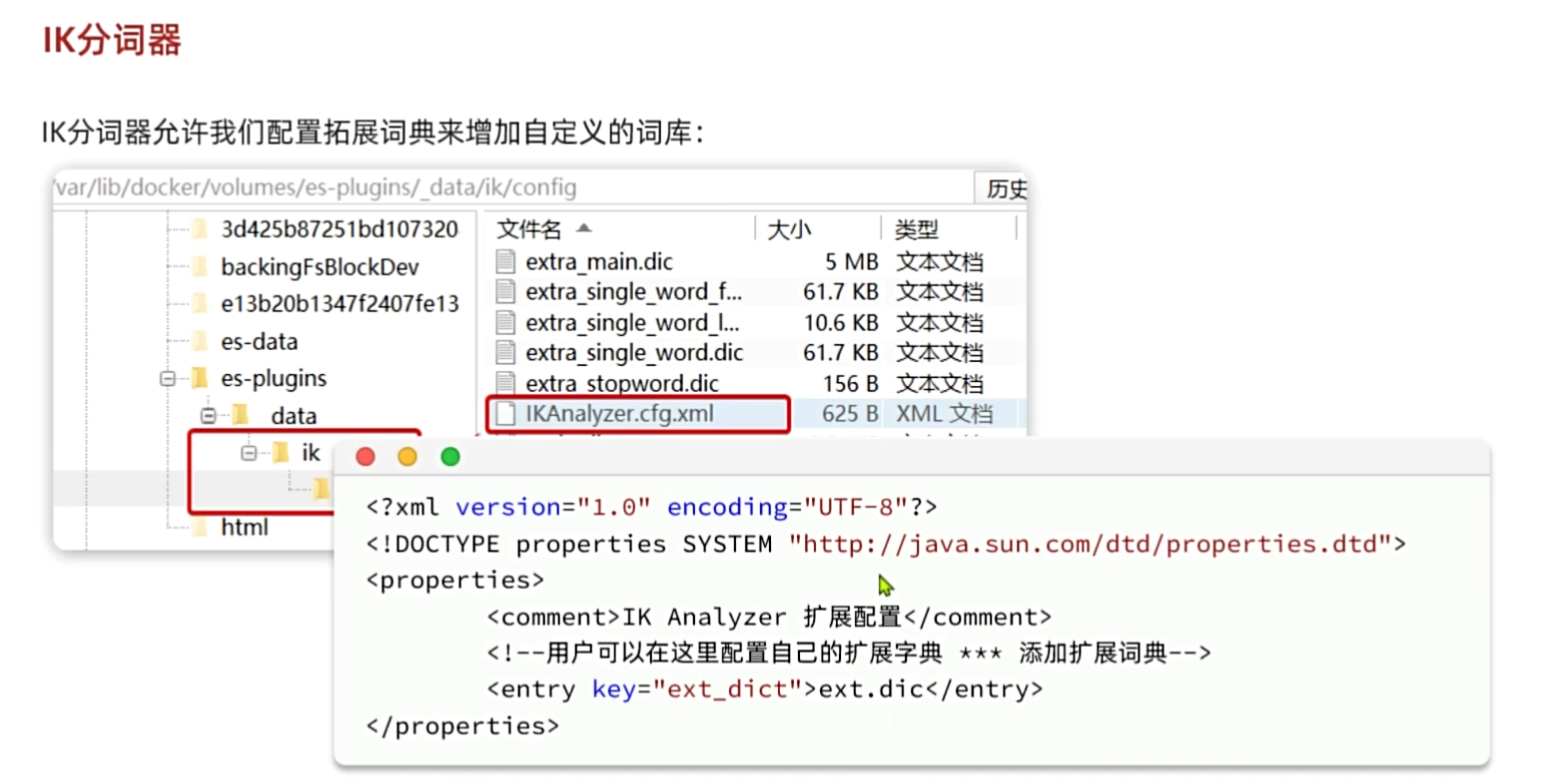 IK分词器
IK分词器允许我们配置拓展词典来增加自定义的词库：
/var/lib/docker/volumes/es-plugins/_data/ik/config
历史
3d425b87251bd107320
backingFsBlockDev
e13b20b1347f2407fe13
es-data
es-plugins
_data
ik
html
文件名 大小 类型
extra_main.dic 5 MB 文本文档
extra_single_word_f... 61.7 KB 文本文档
extra_single_word_l... 10.6 KB 文本文档
extra_single_word.dic 61.7 KB 文本文档
extra_stopword.dic 156 B 文本文档
IKAnalyzer.cfg.xml 625 B XML 文档
<?xml version="1.0" encoding="UTF-8"?>
<!DOCTYPE properties SYSTEM "http://java.sun.com/dtd/properties.dtd">
<properties>
<comment>IK Analyzer 扩展配置</comment>
<!--用户可以在这里配置自己的扩展字典 *** 添加扩展词典-->
<entry key="ext_dict">ext.dic</entry>
</properties>